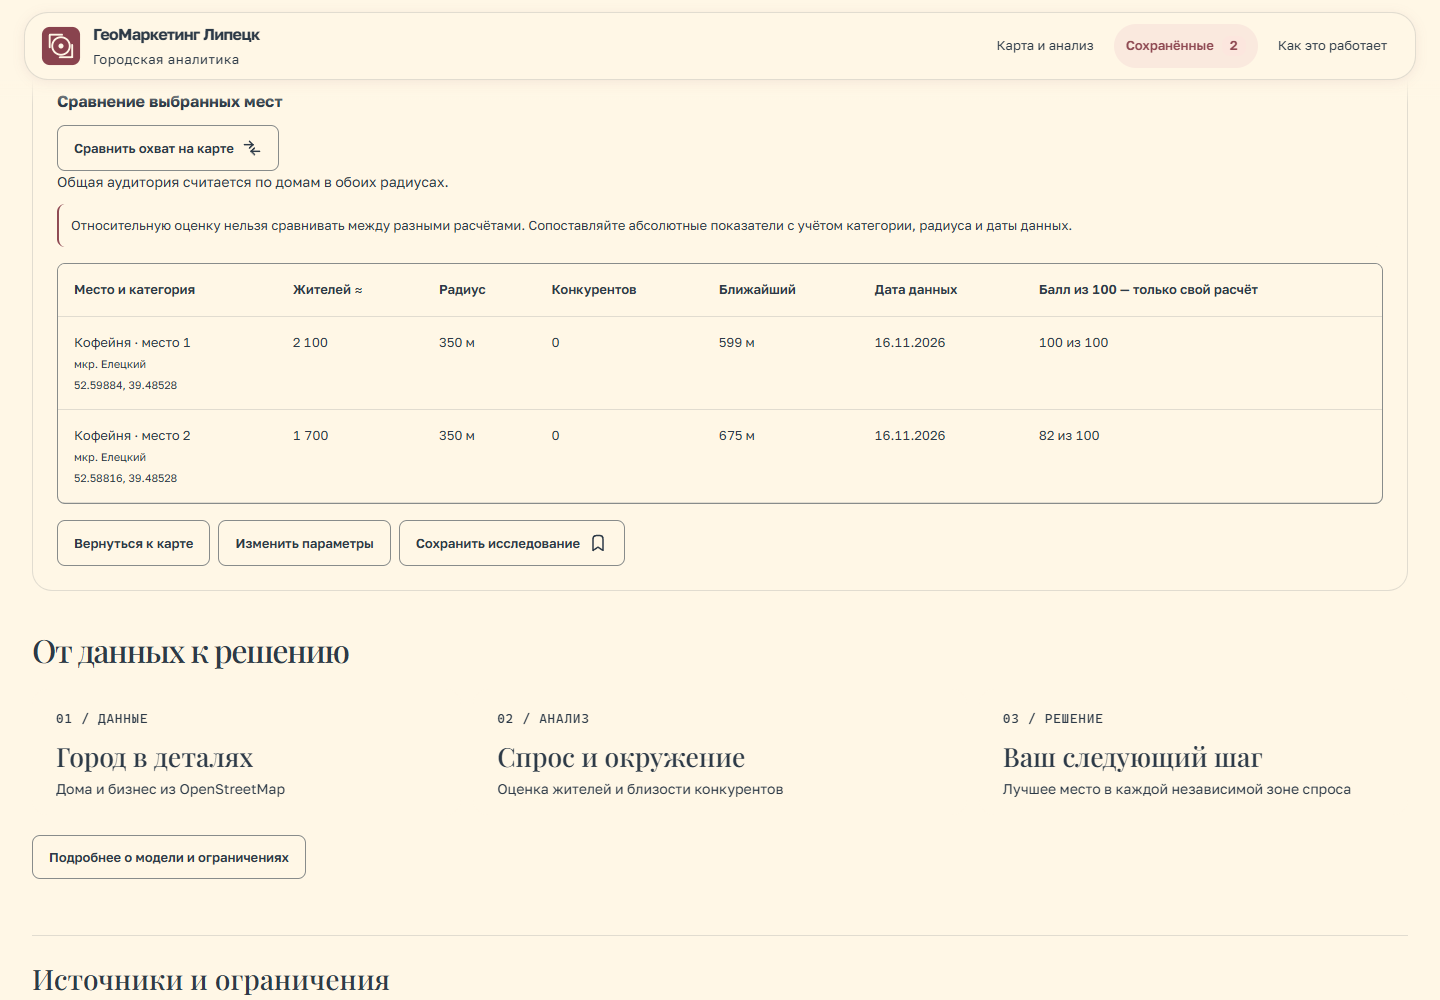 ГеоМаркетинг Липецк
Городская аналитика
Карта и анализ
Сохранённые 2
Как это работает
Сравнение выбранных мест
Сравнить охват на карте
Общая аудитория считается по домам в обоих радиусах.
Относительную оценку нельзя сравнивать между разными расчётами. Сопоставляйте абсолютные показатели с учётом категории, радиуса и даты данных.
Место и категория Жителей ≈ Радиус Конкурентов Ближайший Дата данных Балл из 100 — только свой расчёт
Кофейня · место 1 2 100 350 м 0 599 м 16.11.2026 100 из 100
мкр. Елецкий
52.59884, 39.48528
Кофейня · место 2 1 700 350 м 0 675 м 16.11.2026 82 из 100
мкр. Елецкий
52.58816, 39.48528
Вернуться к карте Изменить параметры Сохранить исследование
От данных к решению
01 / ДАННЫЕ
Город в деталях
Дома и бизнес из OpenStreetMap
02 / АНАЛИЗ
Спрос и окружение
Оценка жителей и близости конкурентов
03 / РЕШЕНИЕ
Ваш следующий шаг
Лучшее место в каждой независимой зоне спроса
Подробнее о модели и ограничениях
Источники и ограничения